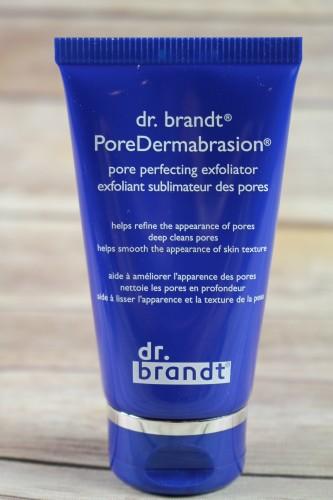 dr. brandt®
PoreDermabrasion®
pore perfecting exfoliator
exfoliant sublimateur des pores
helps refine the appearance of pores
deep cleans pores
helps smooth the appearance of skin texture
aide à améliorer l'apparence des pores
nettoie les pores en profondeur
aide à lisser l'apparence et la texture de la peau
dr.
brandt®